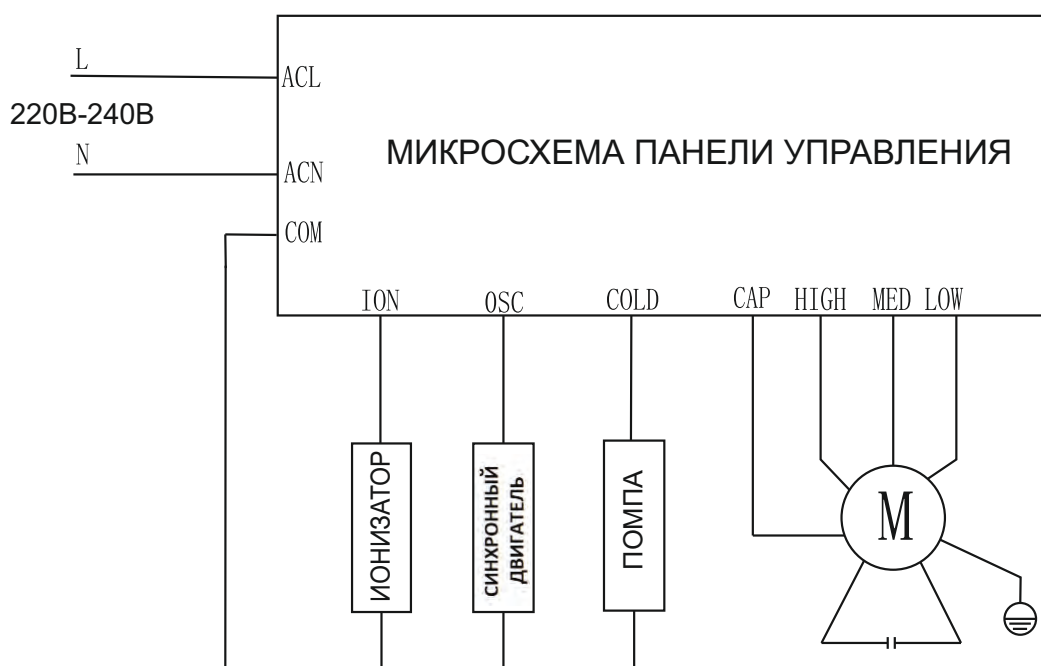 L
ACL
220В-240В
МИКРОСХЕМА ПАНЕЛИ УПРАВЛЕНИЯ
N
ACN
COM
ION
OSC
COLD
CAP
HIGH
MED
LOW
ИОНИЗАТОР
СИНХРОННЫЙ
ДВИГАТЕЛЬ
ПОМПА
M